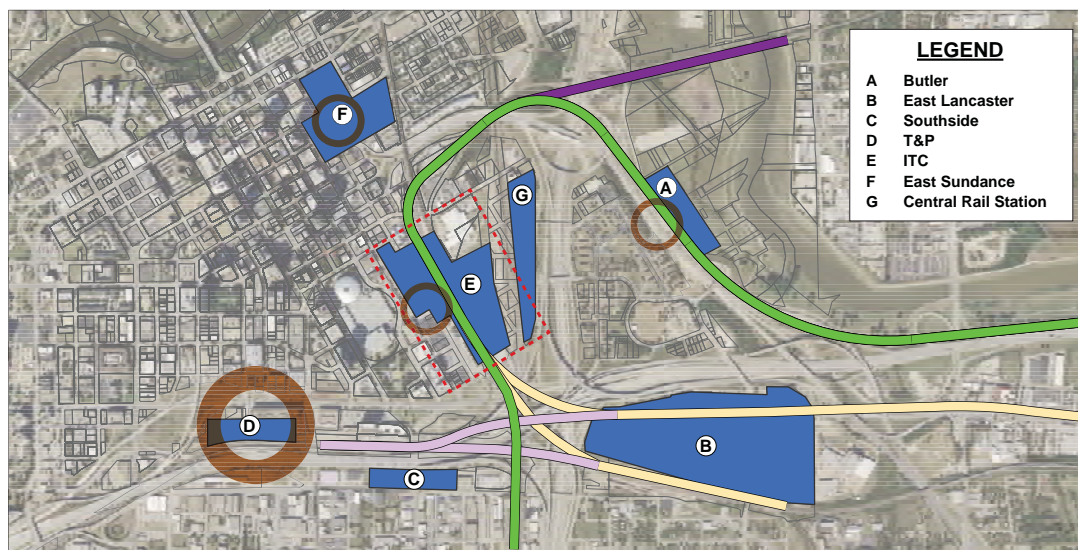 LEGEND
A Butler
B East Lancaster
C Southside
D T&P
E ITC
F East Sundance
G Central Rail Station
F
A
G
E
D
B
C